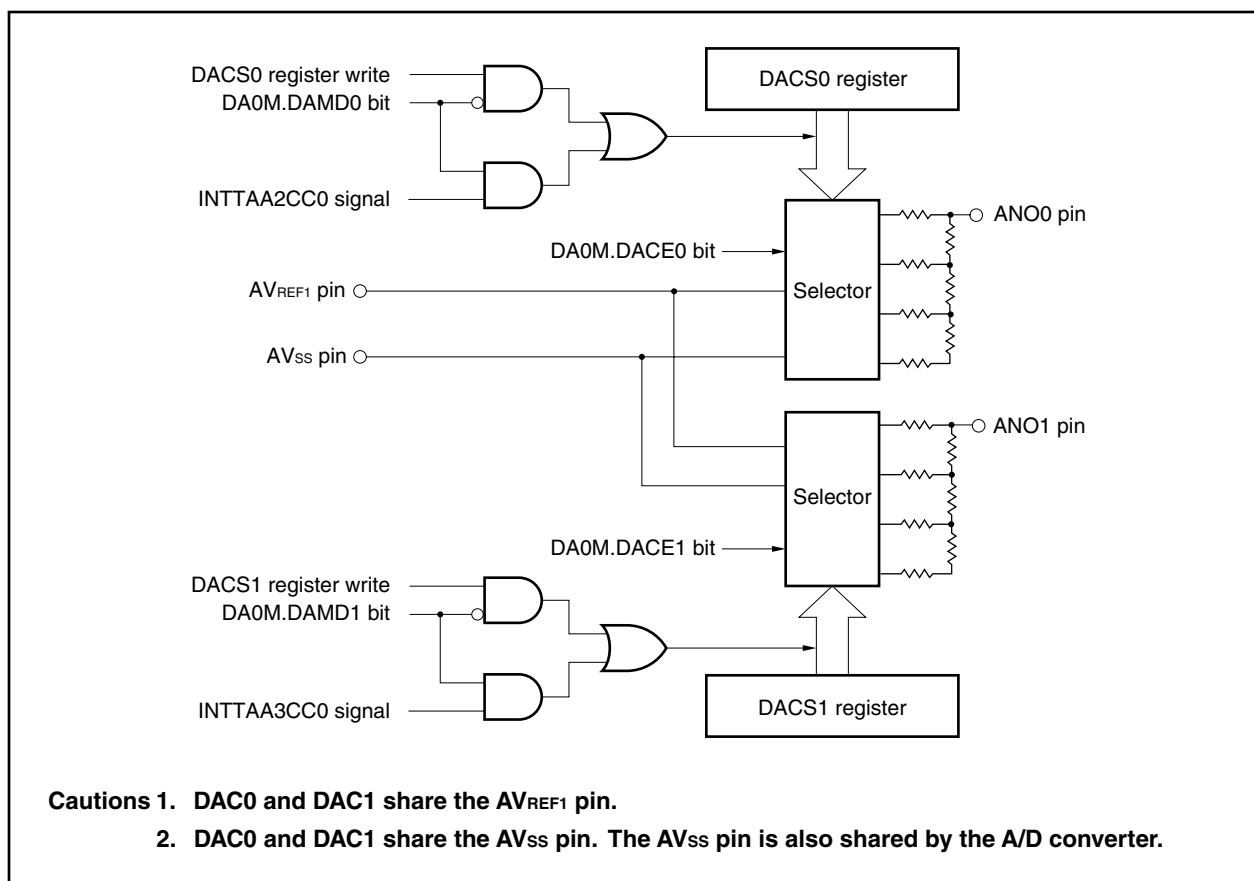 DACS0 register write
DA0M.DAMD0 bit
INTTAA2CC0 signal
DACS0 register
DA0M.DACE0 bit
Selector
ANO0 pin
AVREF1 pin
AVSS pin
ANO1 pin
Selector
DA0M.DACE1 bit
DACS1 register write
DA0M.DAMD1 bit
INTTAA3CC0 signal
DACS1 register
Cautions 1. DAC0 and DAC1 share the AVREF1 pin.
2. DAC0 and DAC1 share the AVSS pin. The AVSS pin is also shared by the A/D converter.